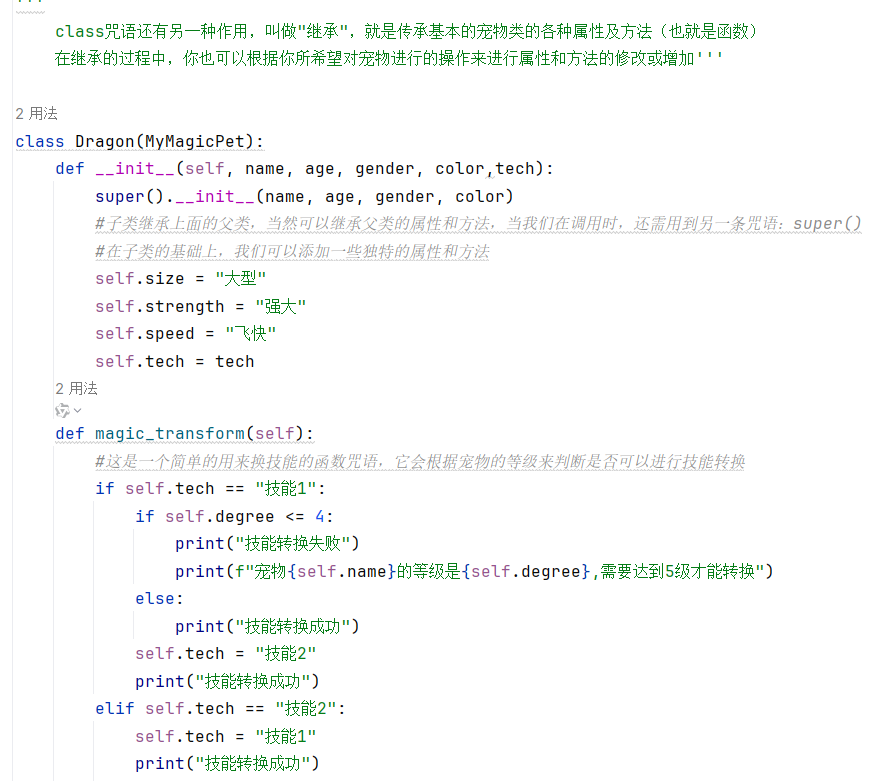 '''
class咒语还有另一种作用，叫做"继承"，就是传承基本的宠物类的各种属性及方法（也就是函数）
在继承的过程中，你也可以根据你所希望对宠物进行的操作来进行属性和方法的修改或增加'''
2 用法
class Dragon(MyMagicPet):
def __init__(self, name, age, gender, color,tech):
super().__init__(name, age, gender, color)
#子类继承上面的父类，当然可以继承父类的属性和方法，当我们在调用时，还需用到另一条咒语：super()
#在子类的基础上，我们可以添加一些独特的属性和方法
self.size = "大型"
self.strength = "强大"
self.speed = "飞快"
self.tech = tech
2 用法
def magic_transform(self):
#这是一个简单的用来换技能的函数咒语，它会根据宠物的等级来判断是否可以进行技能转换
if self.tech == "技能1":
if self.degree <= 4:
print("技能转换失败")
print(f"宠物{self.name}的等级是{self.degree},需要达到5级才能转换")
else:
print("技能转换成功")
self.tech = "技能2"
print("技能转换成功")
elif self.tech == "技能2":
self.tech = "技能1"
print("技能转换成功")